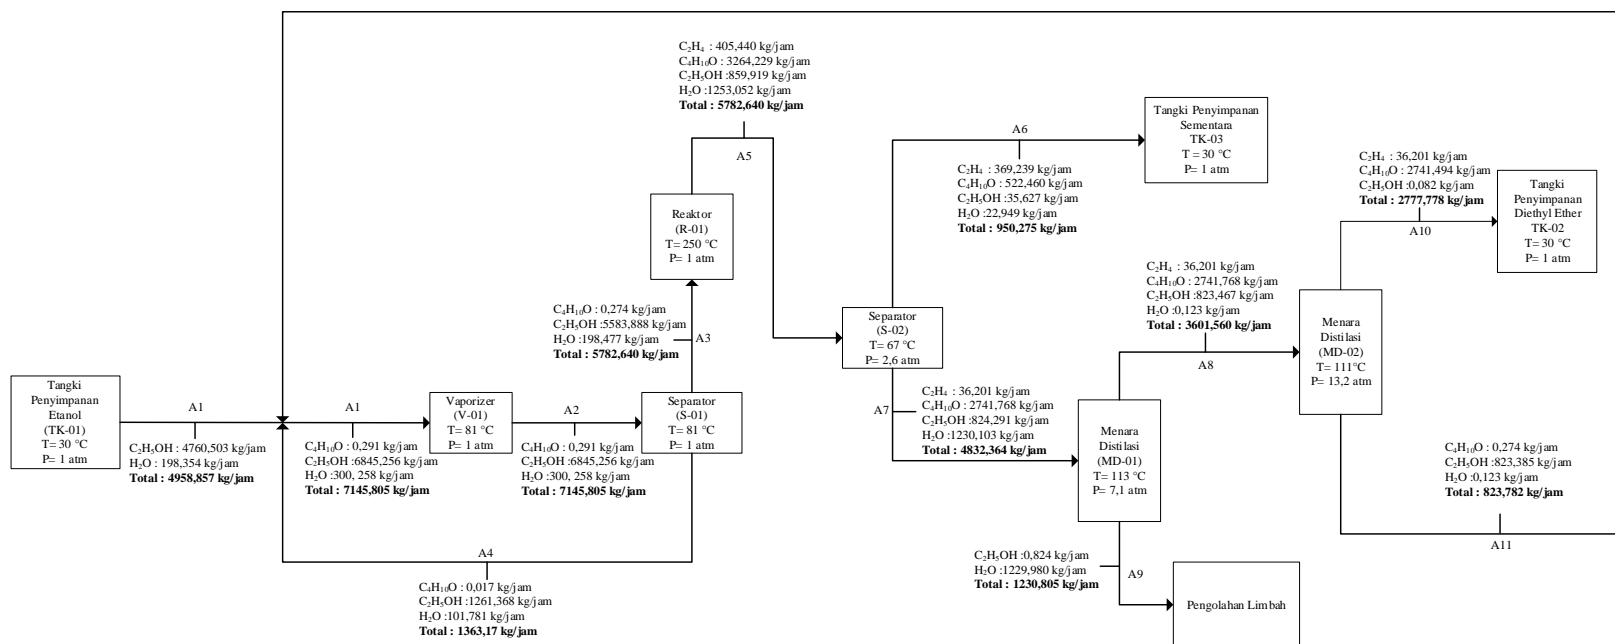 C₂H₄ : 405,440 kg/jam
C₄H₁₀O : 3264,229 kg/jam
C₂H₅OH :859,919 kg/jam
H₂O :1253,052 kg/jam
Total : 5782,640 kg/jam
A5
Reaktor
(R-01)
T= 250 °C
P= 1 atm
C₄H₁₀O : 0,274 kg/jam
C₂H₅OH :5583,888 kg/jam
H₂O :198,477 kg/jam
Total : 5782,640 kg/jam
A3
Tangki
Penyimpanan
Etanol
(TK-01)
T= 30 °C
P= 1 atm
A1
C₂H₅OH: 4760,503 kg/jam
H₂O : 198,354 kg/jam
Total : 4958,857 kg/jam
A1
C₄H₁₀O : 0,291 kg/jam
C₂H₅OH: 6845,256 kg/jam
H₂O : 300, 258 kg/jam
Total : 7145,805 kg/jam
Vaporizer
(V-01)
T = 81 °C
P = 1 atm
A2
C₄H₁₀O : 0,291 kg/jam
C₂H₅OH: 6845,256 kg/jam
H₂O : 300, 258 kg/jam
Total : 7145,805 kg/jam
Separator
(S-01)
T = 81 °C
P = 1 atm
A4
C₄H₁₀O : 0,017 kg/jam
C₂H₅OH :1261,368 kg/jam
H₂O :101,781 kg/jam
Total : 1363,17 kg/jam
A6
C₂H₄ : 369,239 kg/jam
C₄H₁₀O : 522,460 kg/jam
C₂H₅OH : 35,627 kg/jam
H₂O : 22,949 kg/jam
Total : 950,275 kg/jam
Tangki Penyimpanan
Sementara
TK-03
T = 30 °C
P= 1 atm
Separator
(S-02)
T= 67 °C
P= 2,6 atm
A7
C₂H₄ : 36,201 kg/jam
C₄H₁₀O : 2741,768 kg/jam
C₂H₅OH :824,291 kg/jam
H₂O :1230,103 kg/jam
Total : 4832,364 kg/jam
Menara
Distilasi
(MD-01)
T = 113 °C
P= 7,1 atm
C₂H₄ : 36,201 kg/jam
C₄H₁₀O : 2741,768 kg/jam
C₂H₅OH :823,467 kg/jam
H₂O :0,123 kg/jam
Total : 3601,560 kg/jam
A8
C₂H₅OH :0,824 kg/jam
H₂O :1229,980 kg/jam
Total : 1230,805 kg/jam
A9
Pengolahan Limbah
Menara
Distilasi
(MD-02)
T= 111°C
P= 13,2 atm
C₂H₄ : 36,201 kg/jam
C₄H₁₀O : 2741,494 kg/jam
C₂H₅OH :0,082 kg/jam
Total : 2777,778 kg/jam
A10
Tangki
Penyimpanan
Diethyl Ether
TK-02
T = 30 °C
P= 1 atm
C₄H₁₀O : 0,274 kg/jam
C₂H₅OH :823,385 kg/jam
H₂O :0,123 kg/jam
Total : 823,782 kg/jam
A11